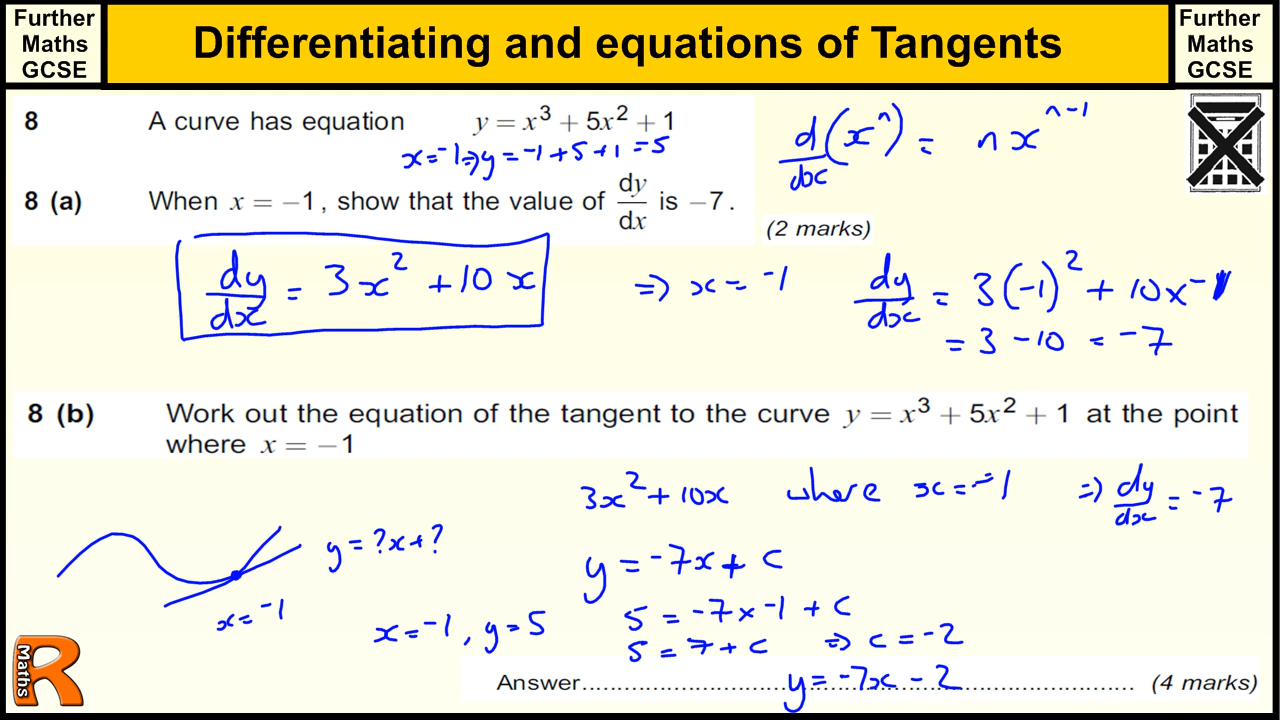 Further Maths GCSE
Differentiating and equations of Tangents
Further Maths GCSE
8 A curve has equation y = x³ + 5x² + 1
x = -1 ⇒ y = -1 + 5 + 1 = 5
d/dx (xⁿ) = n xⁿ⁻¹
8 (a) When x = −1, show that the value of dy/dx is −7.
(2 marks)
dy/dx = 3x² + 10x ⇒ x = -1 dy/dx = 3(-1)² + 10x-1
= 3 - 10 = -7
8 (b) Work out the equation of the tangent to the curve y = x³ + 5x² + 1 at the point
where x = −1
3x² + 10x where x = -1 ⇒ dy/dx = -7
y = ?x + ?
y = -7x + c
x = -1
5 = -7 x -1 + c
x = -1, y = 5
5 = 7 + c ⇒ c = -2
Answer y = -7x - 2 (4 marks)
R Maths